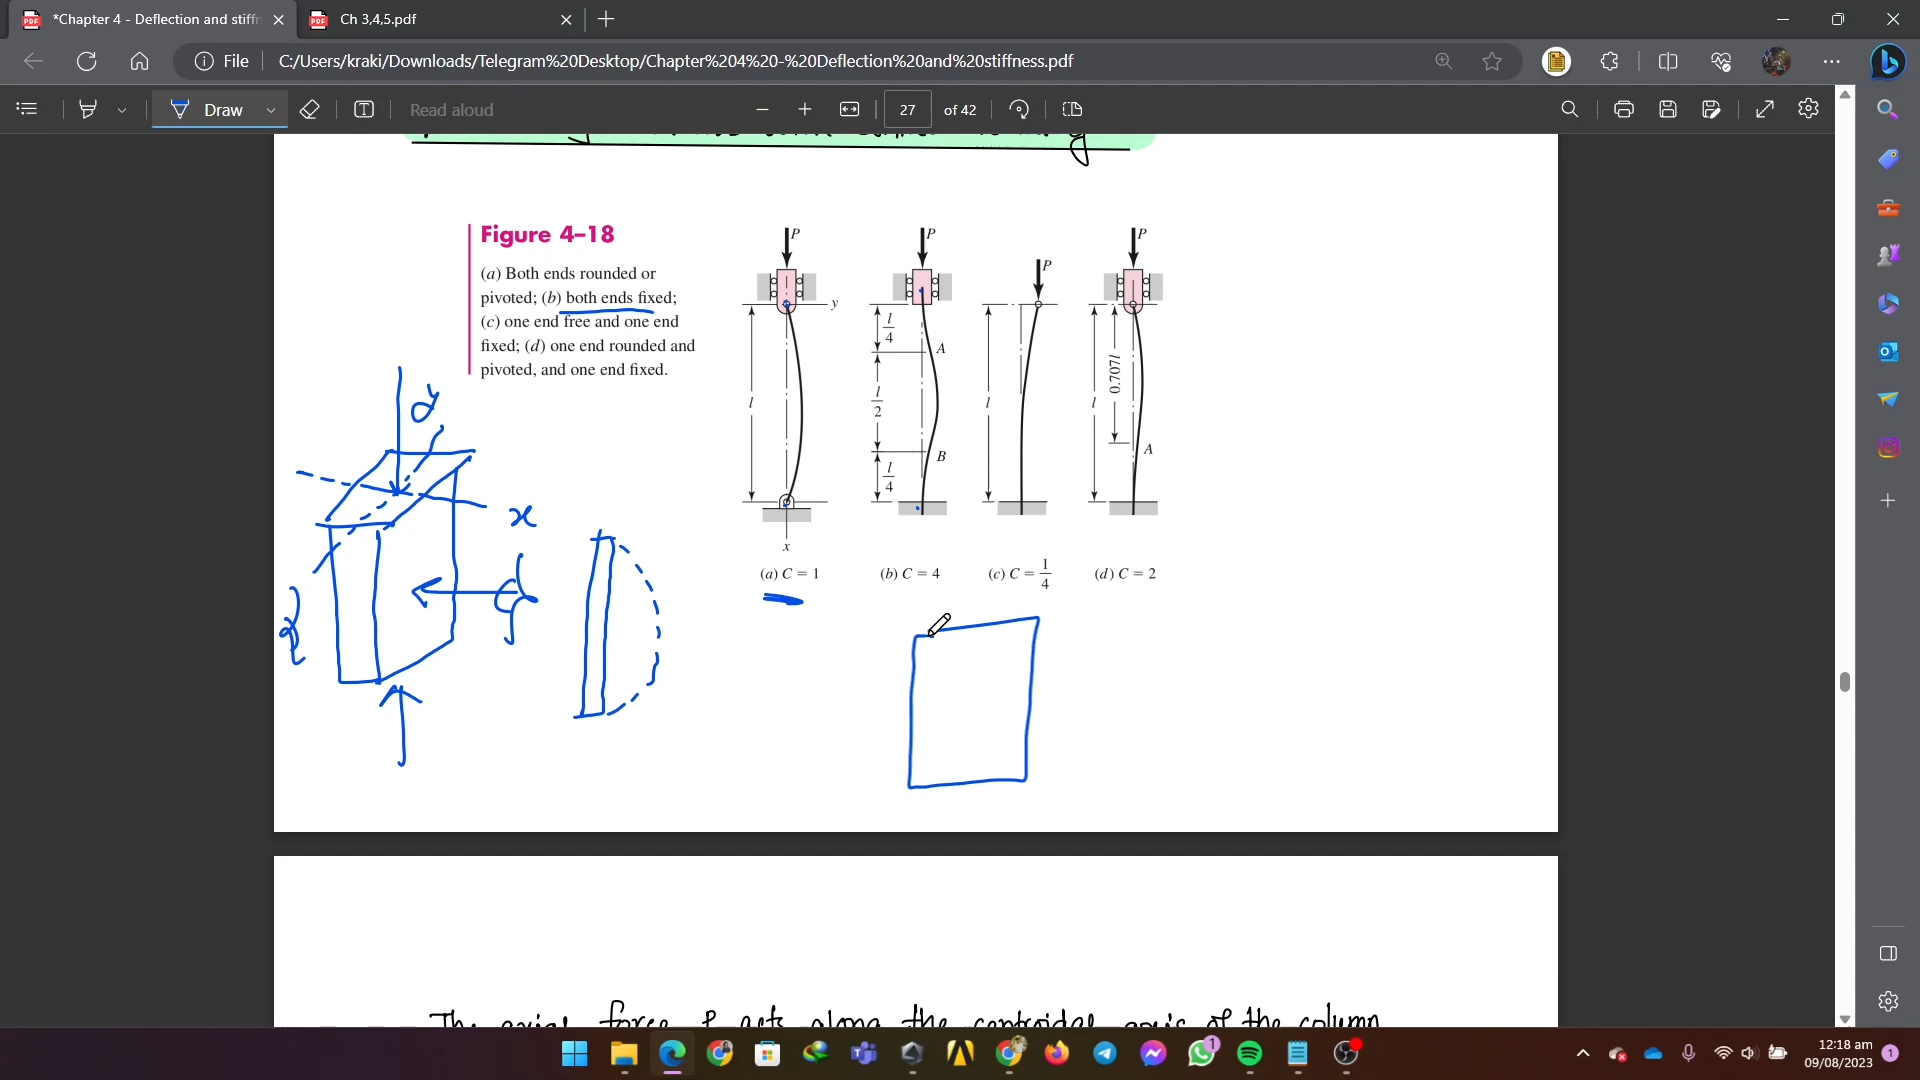 *Chapter 4 - Deflection and stiffn
Ch 3,4,5.pdf
File
C:/Users/kraki/Downloads/Telegram%20Desktop/Chapter%204%20-%20Deflection%20and%20stiffness.pdf
Draw
Read aloud
27
of 42
Figure 4–18
(a) Both ends rounded or
pivoted; (b) both ends fixed;
(c) one end free and one end
fixed; (d) one end rounded and
pivoted, and one end fixed.
P
P
P
P
y
l
l/4
A
l/2
B
l/4
l
l
0.707l
A
x
(a) C = 1
(b) C = 4
(c) C = 1/4
(d) C = 2
x
The axial force P acts along the centroidal axis of the column
12:18 am
09/08/2023
1
1